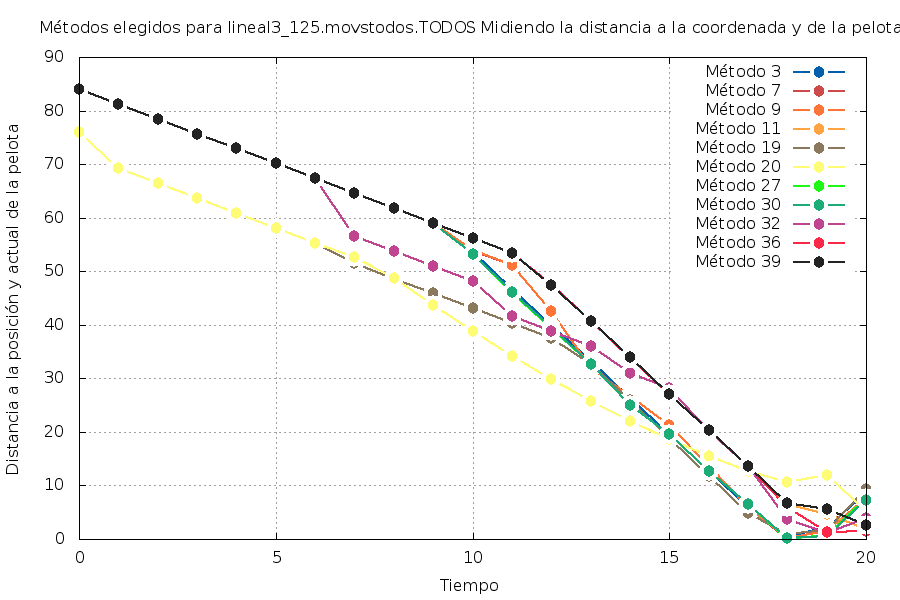 Métodos elegidos para lineal3_125.movstodos.TODOS Midiendo la distancia a la coordenada y de la pelota
Distancia a la posición y actual de la pelota
90
80
70
60
50
40
30
20
10
0
Método 3
Método 7
Método 9
Método 11
Método 19
Método 20
Método 27
Método 30
Método 32
Método 36
Método 39
0 5 10 15 20
Tiempo